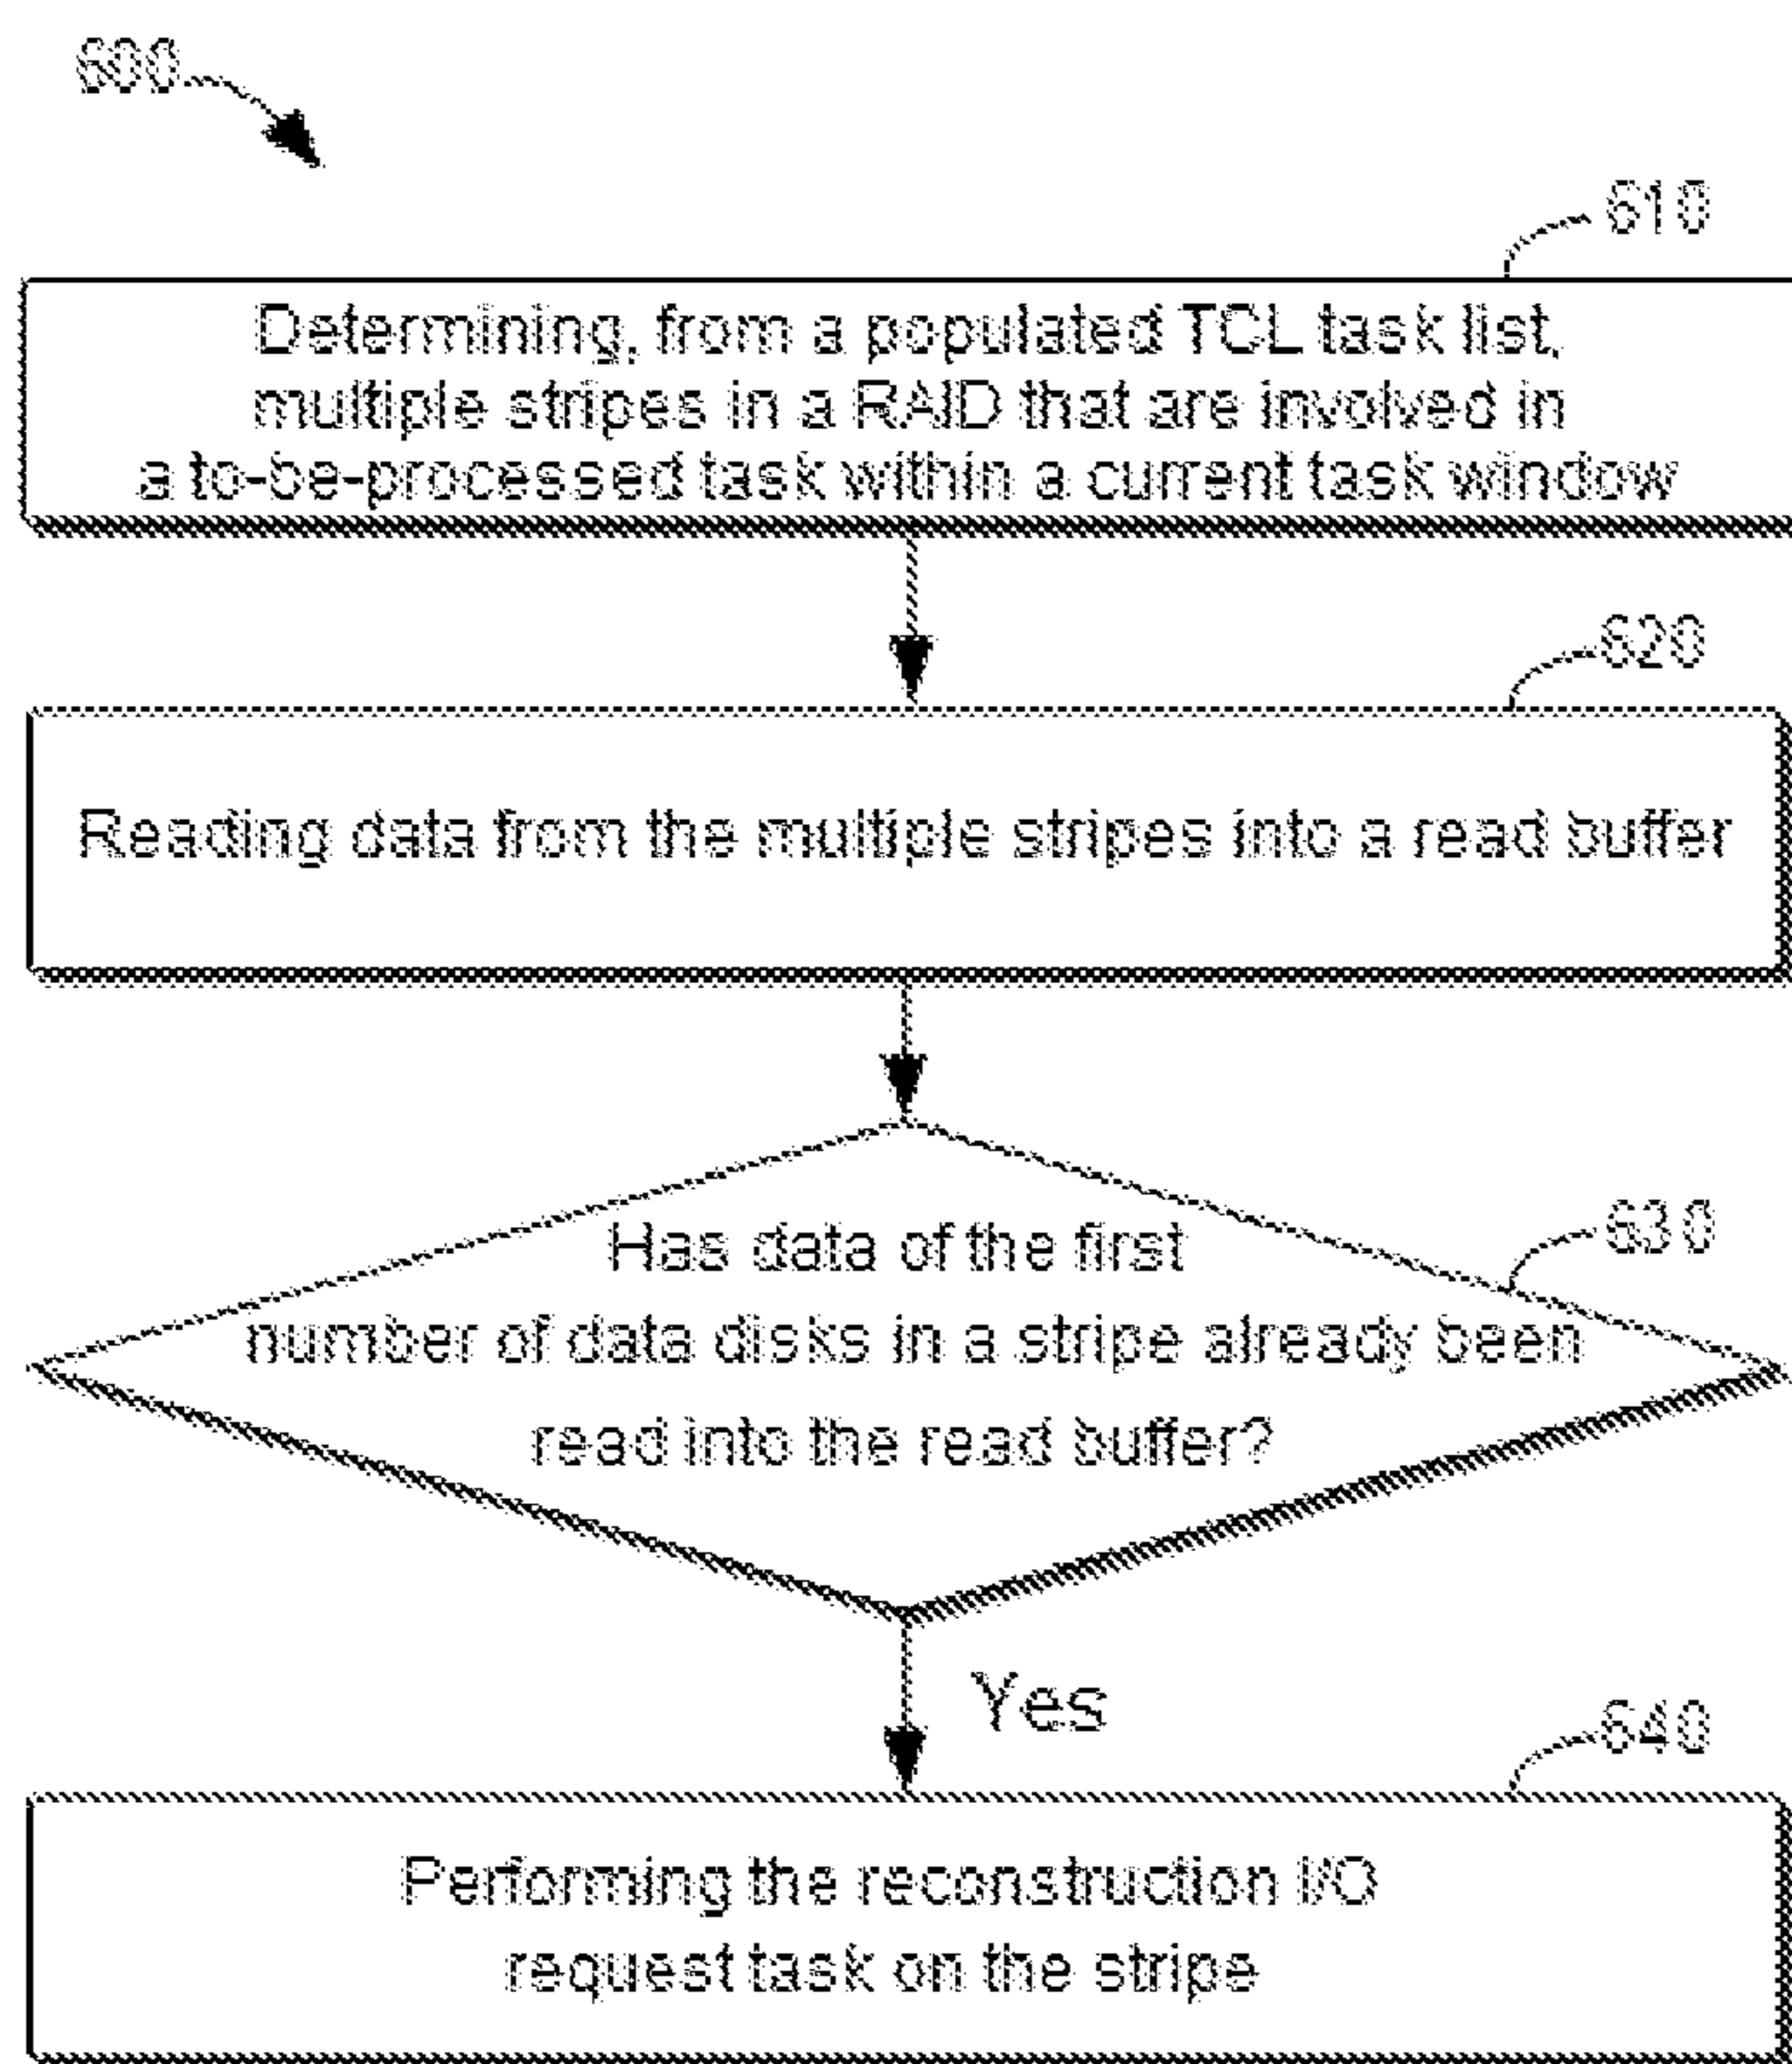 600
610
Determining, from a populated TCL task list,
multiple stripes in a RAID that are involved in
a to-be-processed task within a current task window
620
Reading data from the multiple stripes into a read buffer
630
Has data of the first
number of data disks in a stripe already been
read into the read buffer?
Yes
640
Performing the reconstruction I/O
request task on the stripe